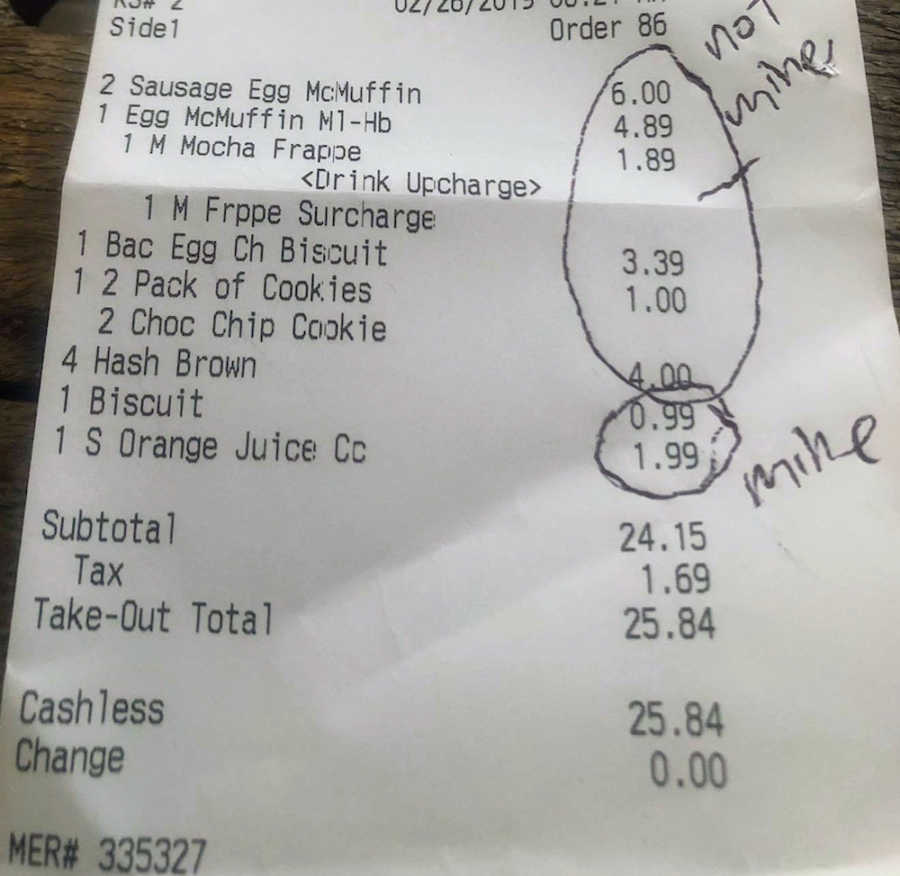 Side1 Order 86
not
mine
2 Sausage Egg McMuffin 6.00
1 Egg McMuffin Ml-Hb 4.89
1 M Mocha Frappe 1.89
<Drink Upcharge>
1 M Frppe Surcharge
1 Bac Egg Ch Biscuit 3.39
1 2 Pack of Cookies 1.00
2 Choc Chip Cookie
4 Hash Brown 4.00
1 Biscuit 0.99
1 S Orange Juice Cc 1.99
mine
Subtotal 24.15
Tax 1.69
Take-Out Total 25.84
Cashless 25.84
Change 0.00
MER# 335327